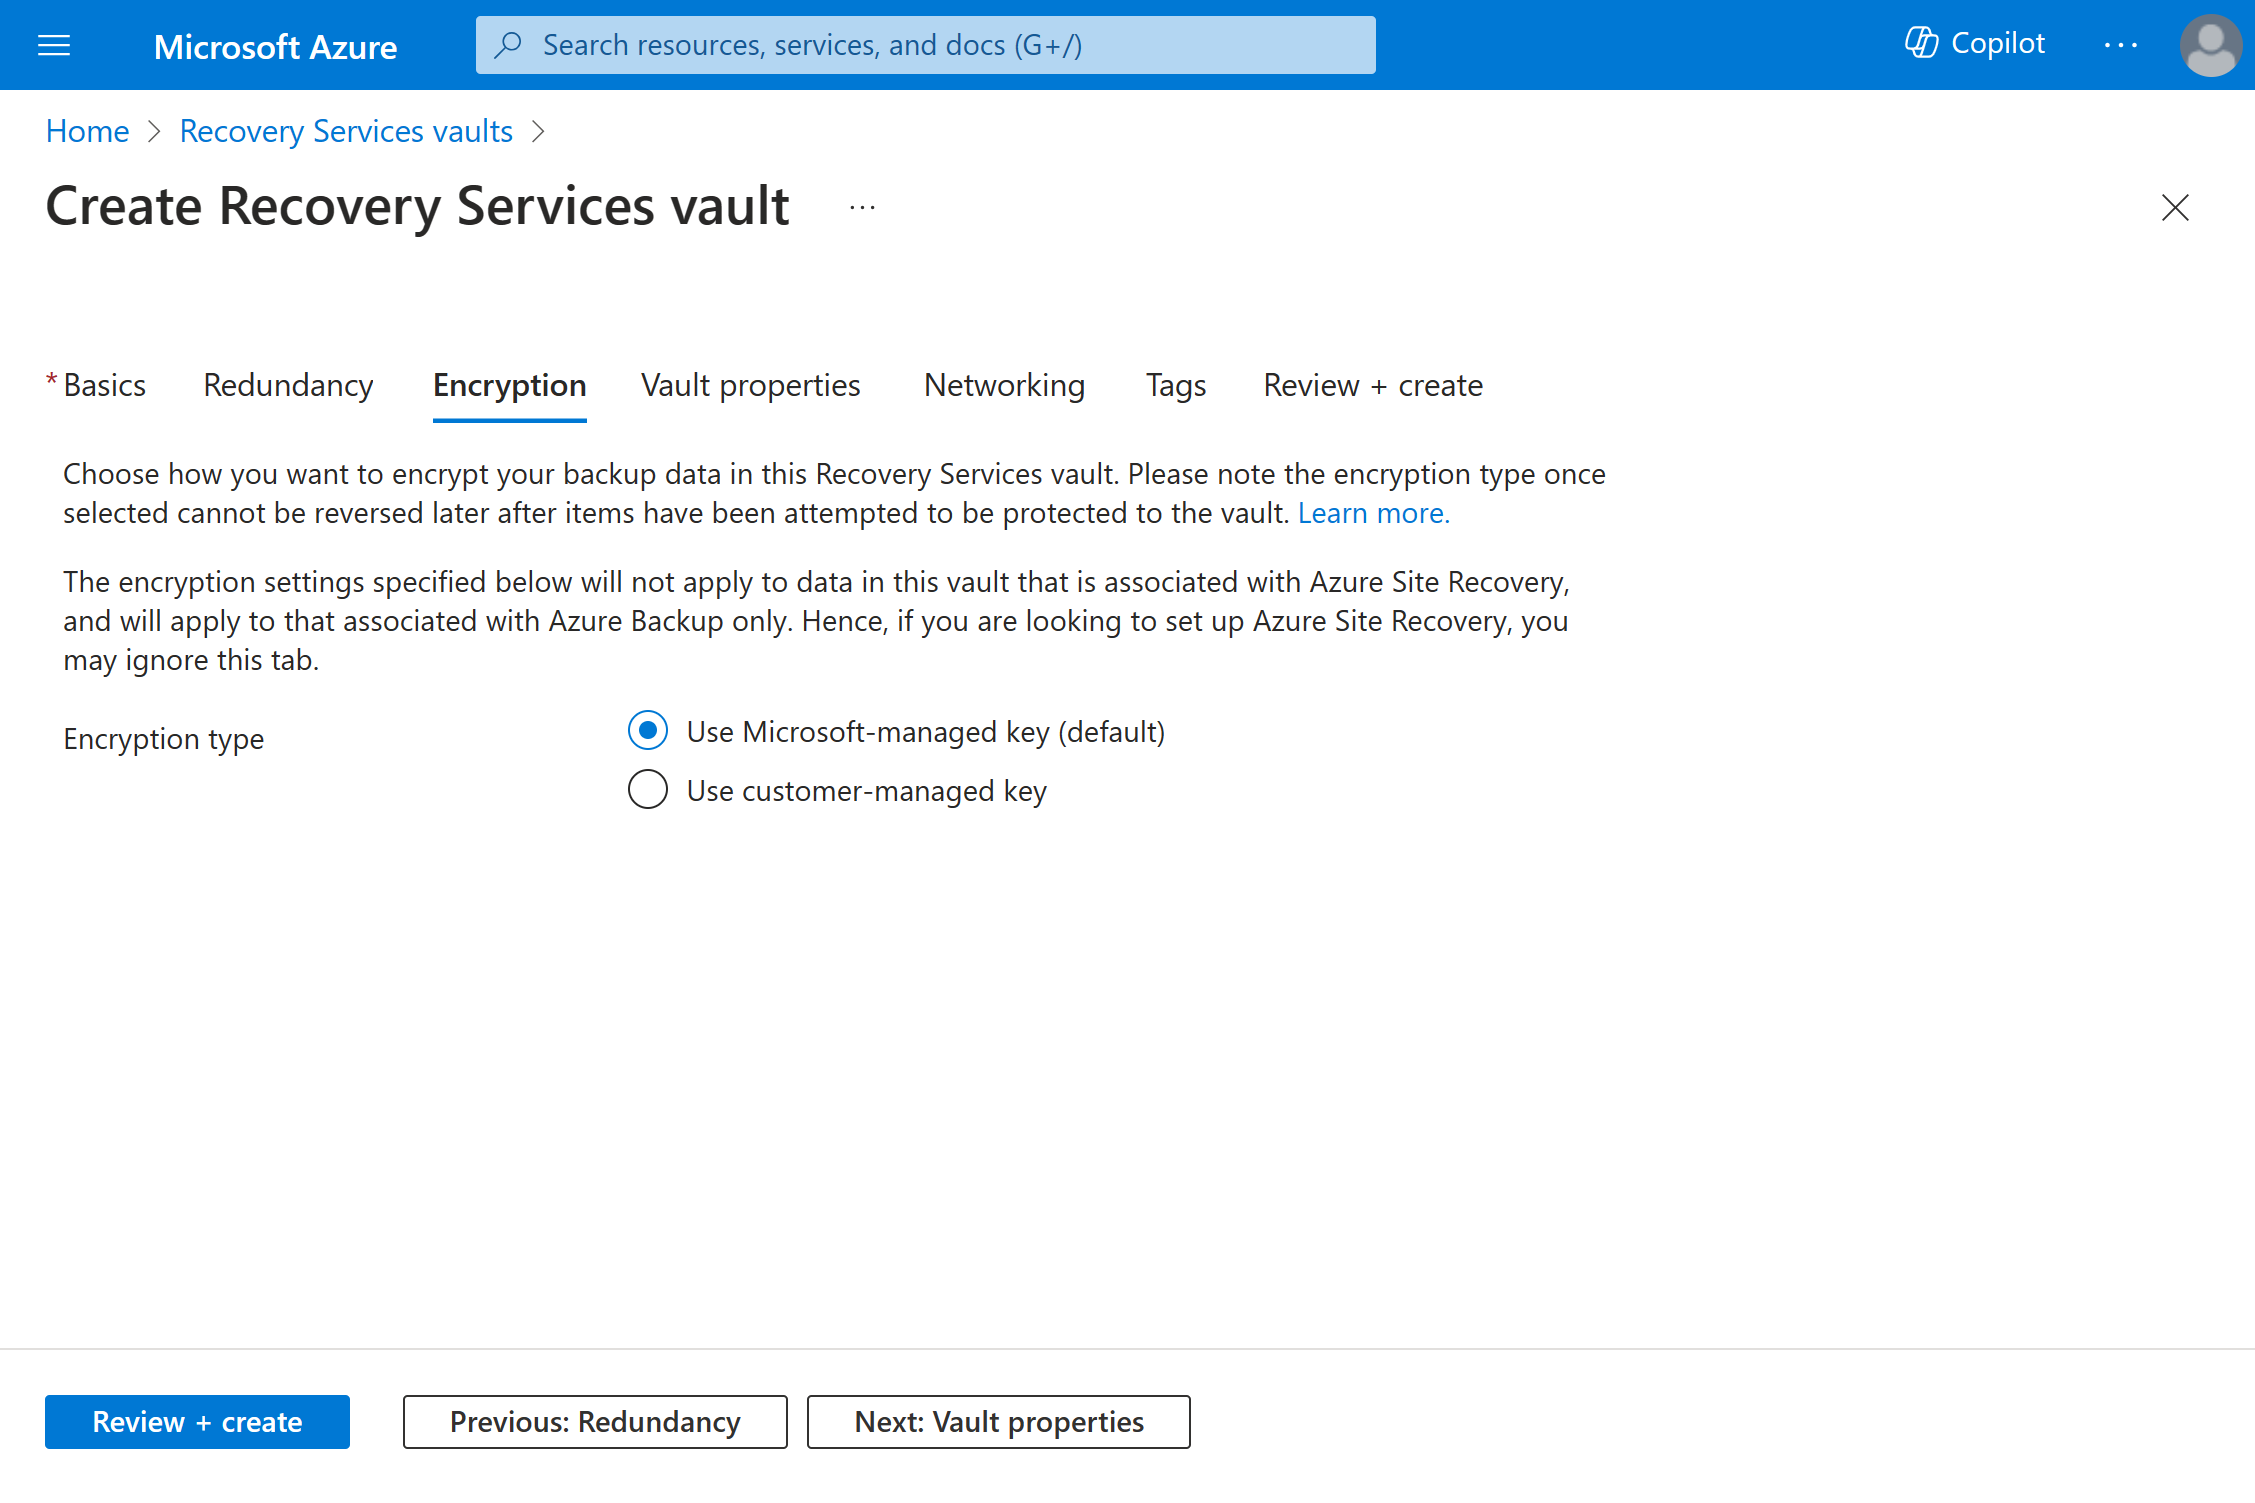 Microsoft Azure
Search resources, services, and docs (G+/)
Copilot
Home > Recovery Services vaults >
Create Recovery Services vault
* Basics
Redundancy
Encryption
Vault properties
Networking
Tags
Review + create
Choose how you want to encrypt your backup data in this Recovery Services vault. Please note the encryption type once
selected cannot be reversed later after items have been attempted to be protected to the vault. Learn more.
The encryption settings specified below will not apply to data in this vault that is associated with Azure Site Recovery,
and will apply to that associated with Azure Backup only. Hence, if you are looking to set up Azure Site Recovery, you
may ignore this tab.
Encryption type
Use Microsoft-managed key (default)
Use customer-managed key
Review + create
Previous: Redundancy
Next: Vault properties